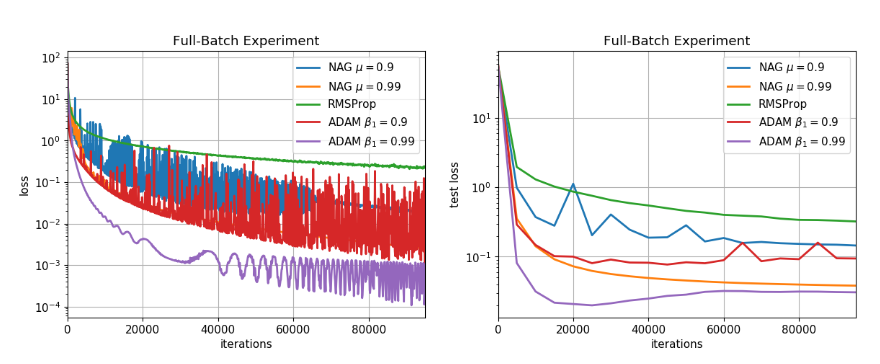 Full-Batch Experiment
10²
10¹
10⁰
10⁻¹
10⁻²
10⁻³
10⁻⁴
loss
NAG μ = 0.9
NAG μ = 0.99
RMSProp
ADAM β₁ = 0.9
ADAM β₁ = 0.99
0 20000 40000 60000 80000
iterations
Full-Batch Experiment
10¹
10⁰
10⁻¹
test loss
NAG μ = 0.9
NAG μ = 0.99
RMSProp
ADAM β₁ = 0.9
ADAM β₁ = 0.99
0 20000 40000 60000 80000
iterations